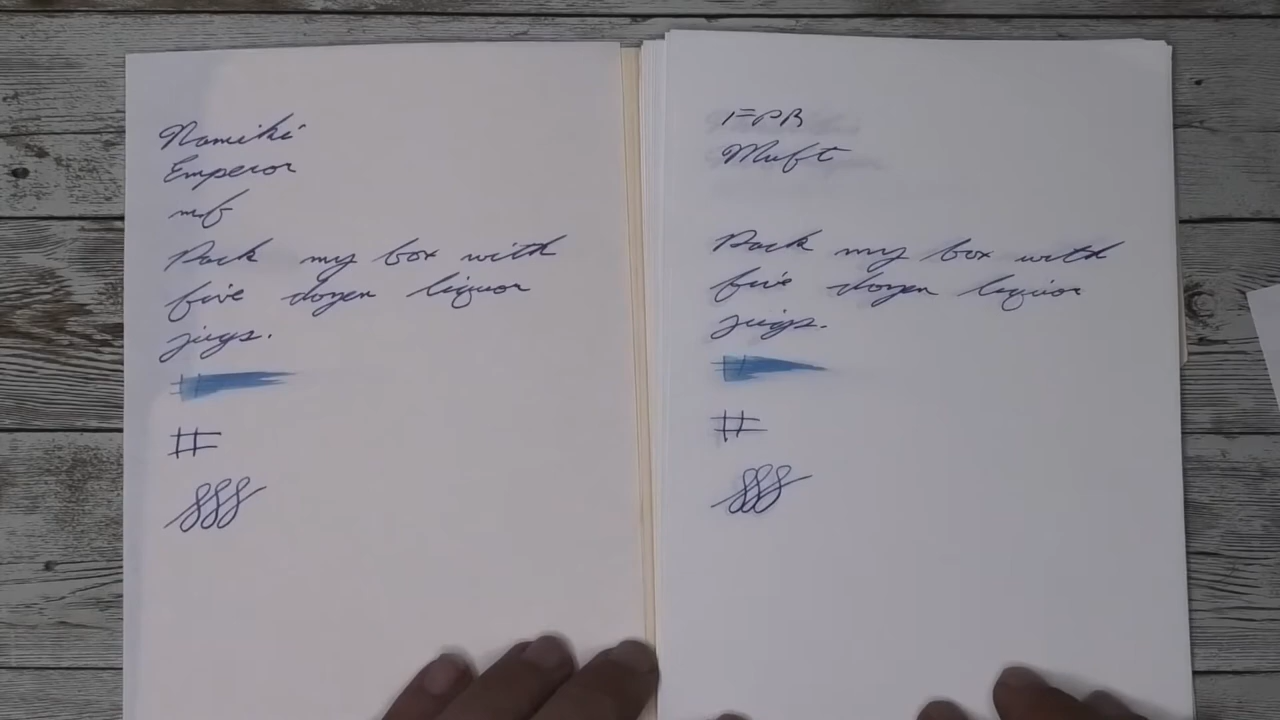 Namiki
Emperor
mf
Pack my box with
five dozen liquor
jugs.
#
FPR
Muft
Pack my box with
five dozen liquor
jugs.
#